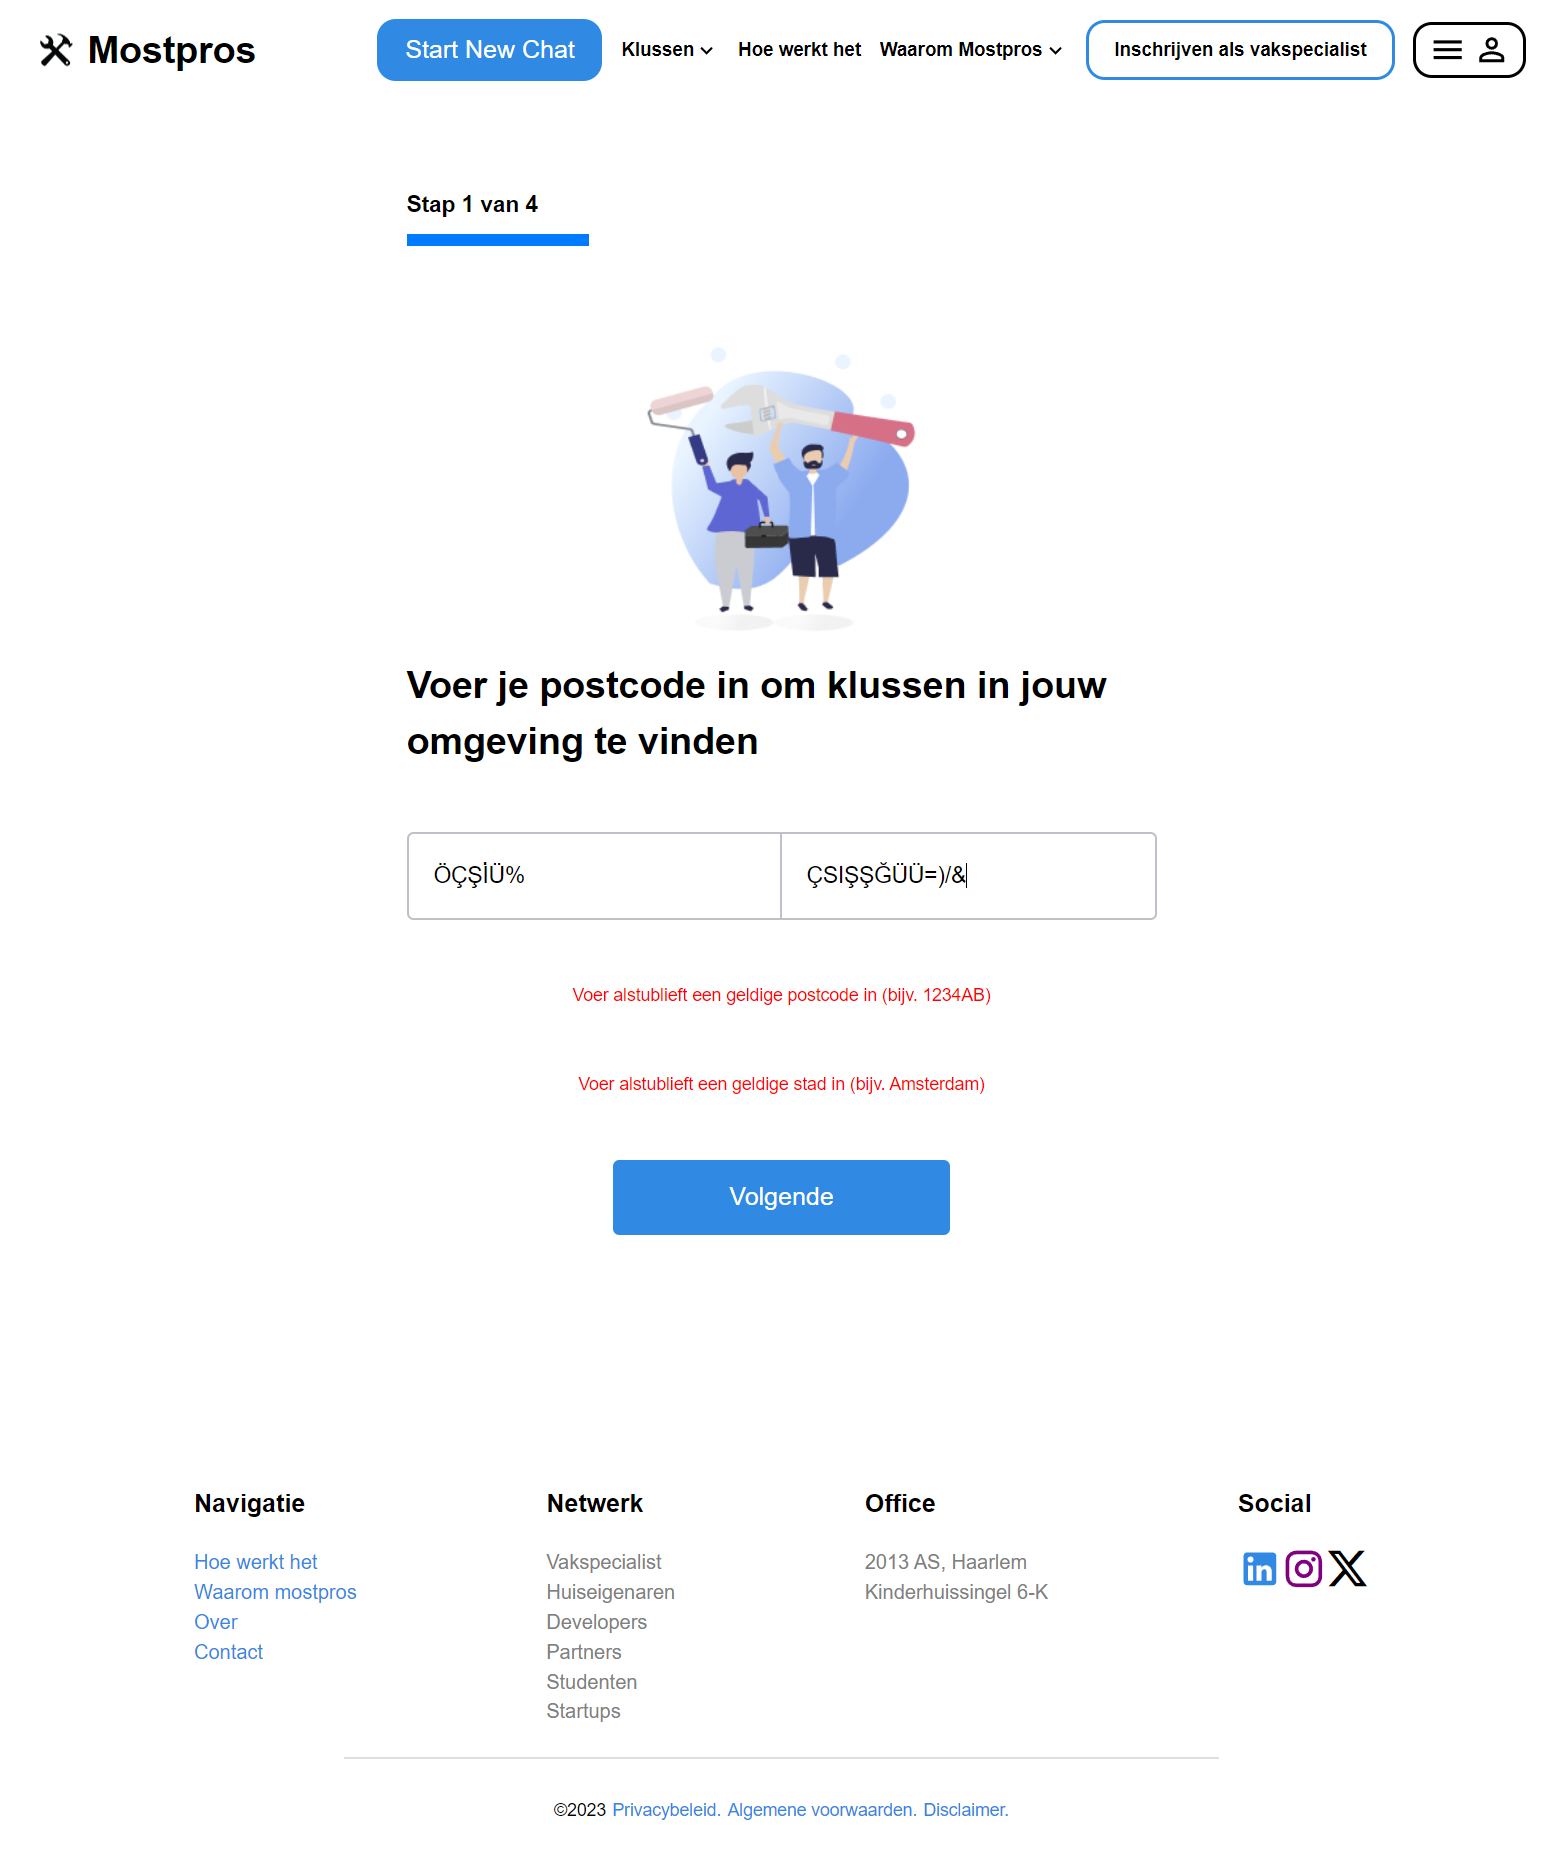 Mostpros
Start New Chat
Klussen
Hoe werkt het
Waarom Mostpros
Inschrijven als vakspecialist
Stap 1 van 4
Voer je postcode in om klussen in jouw
omgeving te vinden
ÖÇŞİÜ%
ÇSIŞŞĞÜÜ=)/&
Voer alstublieft een geldige postcode in (bijv. 1234AB)
Voer alstublieft een geldige stad in (bijv. Amsterdam)
Volgende
Navigatie
Hoe werkt het
Waarom mostpros
Over
Contact
Netwerk
Vakspecialist
Huiseigenaren
Developers
Partners
Studenten
Startups
Office
2013 AS, Haarlem
Kinderhuissingel 6-K
Social
©2023 Privacybeleid. Algemene voorwaarden. Disclaimer.